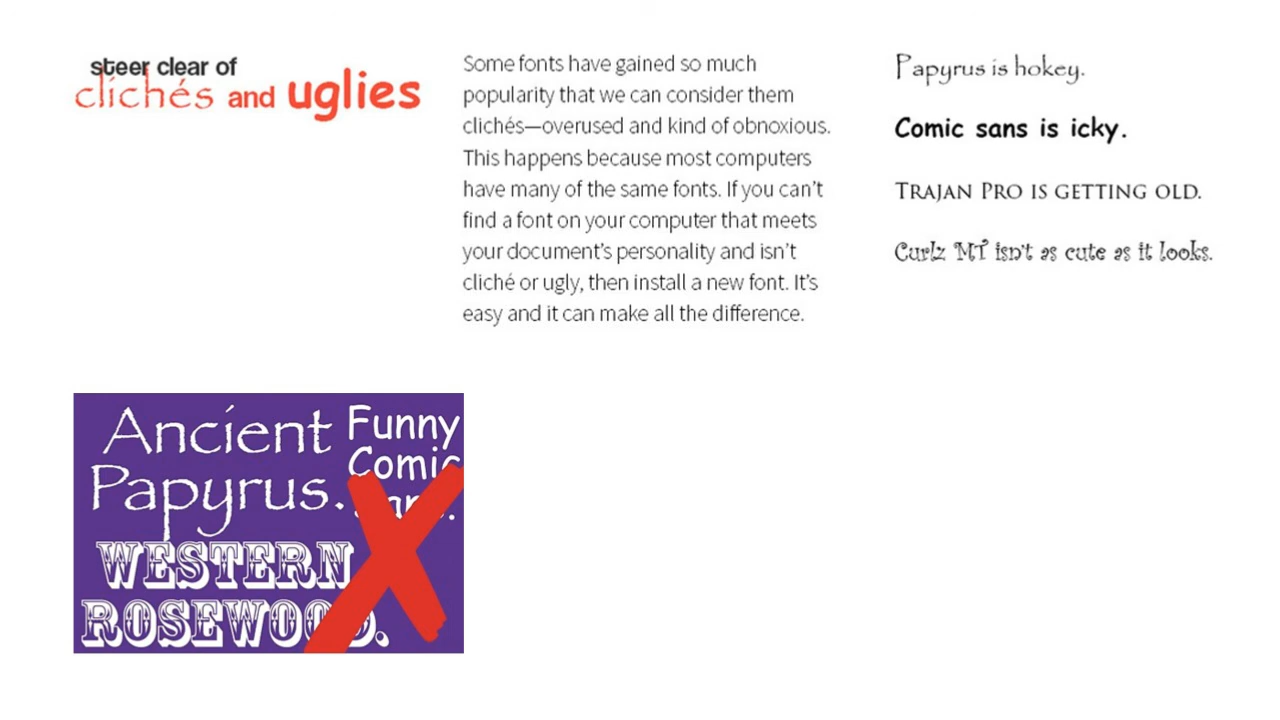 steer clear of
clichés and uglies
Some fonts have gained so much
popularity that we can consider them
clichés—overused and kind of obnoxious.
This happens because most computers
have many of the same fonts. If you can't
find a font on your computer that meets
your document's personality and isn't
cliché or ugly, then install a new font. It's
easy and it can make all the difference.
Papyrus is hokey.
Comic sans is icky.
TRAJAN PRO IS GETTING OLD.
Curlz MT isn't as cute as it looks.
Ancient
Papyrus.
Funny
Comic
WESTERN
ROSEWOOD.